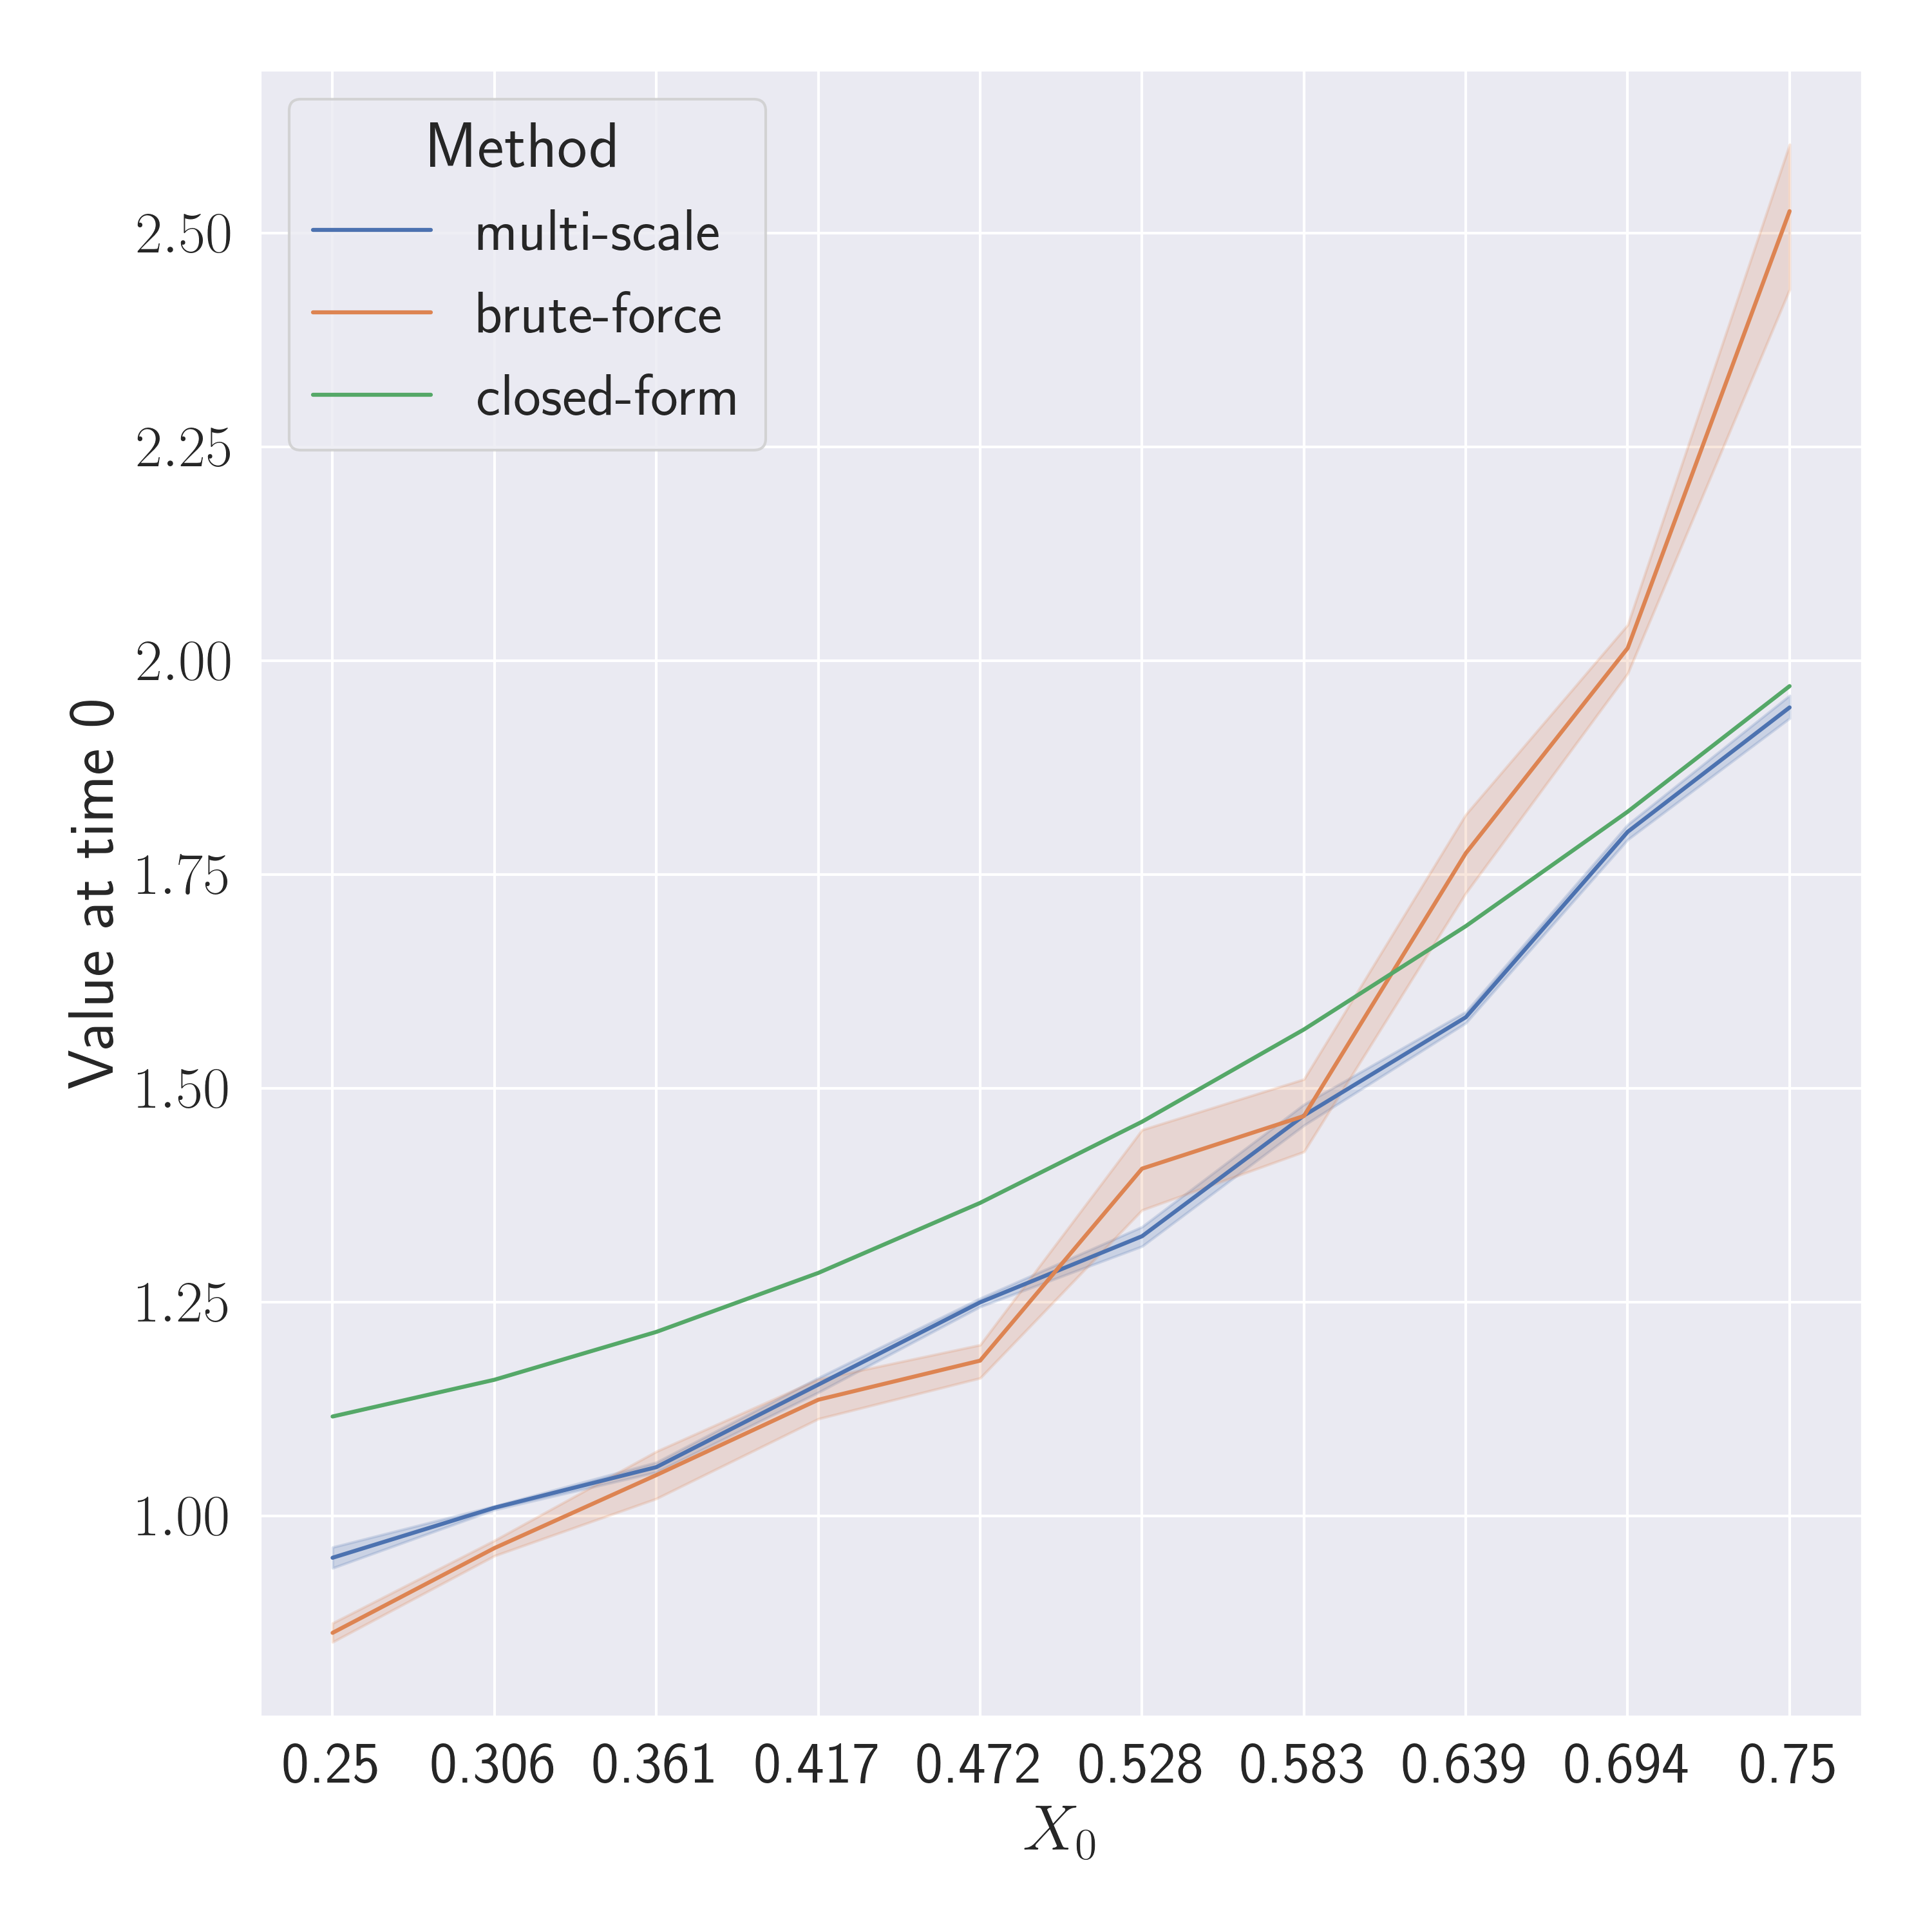 Method
multi-scale
brute-force
closed-form
2.50
2.25
2.00
1.75
1.50
1.25
1.00
Value at time 0
0.25 0.306 0.361 0.417 0.472 0.528 0.583 0.639 0.694 0.75
X₀